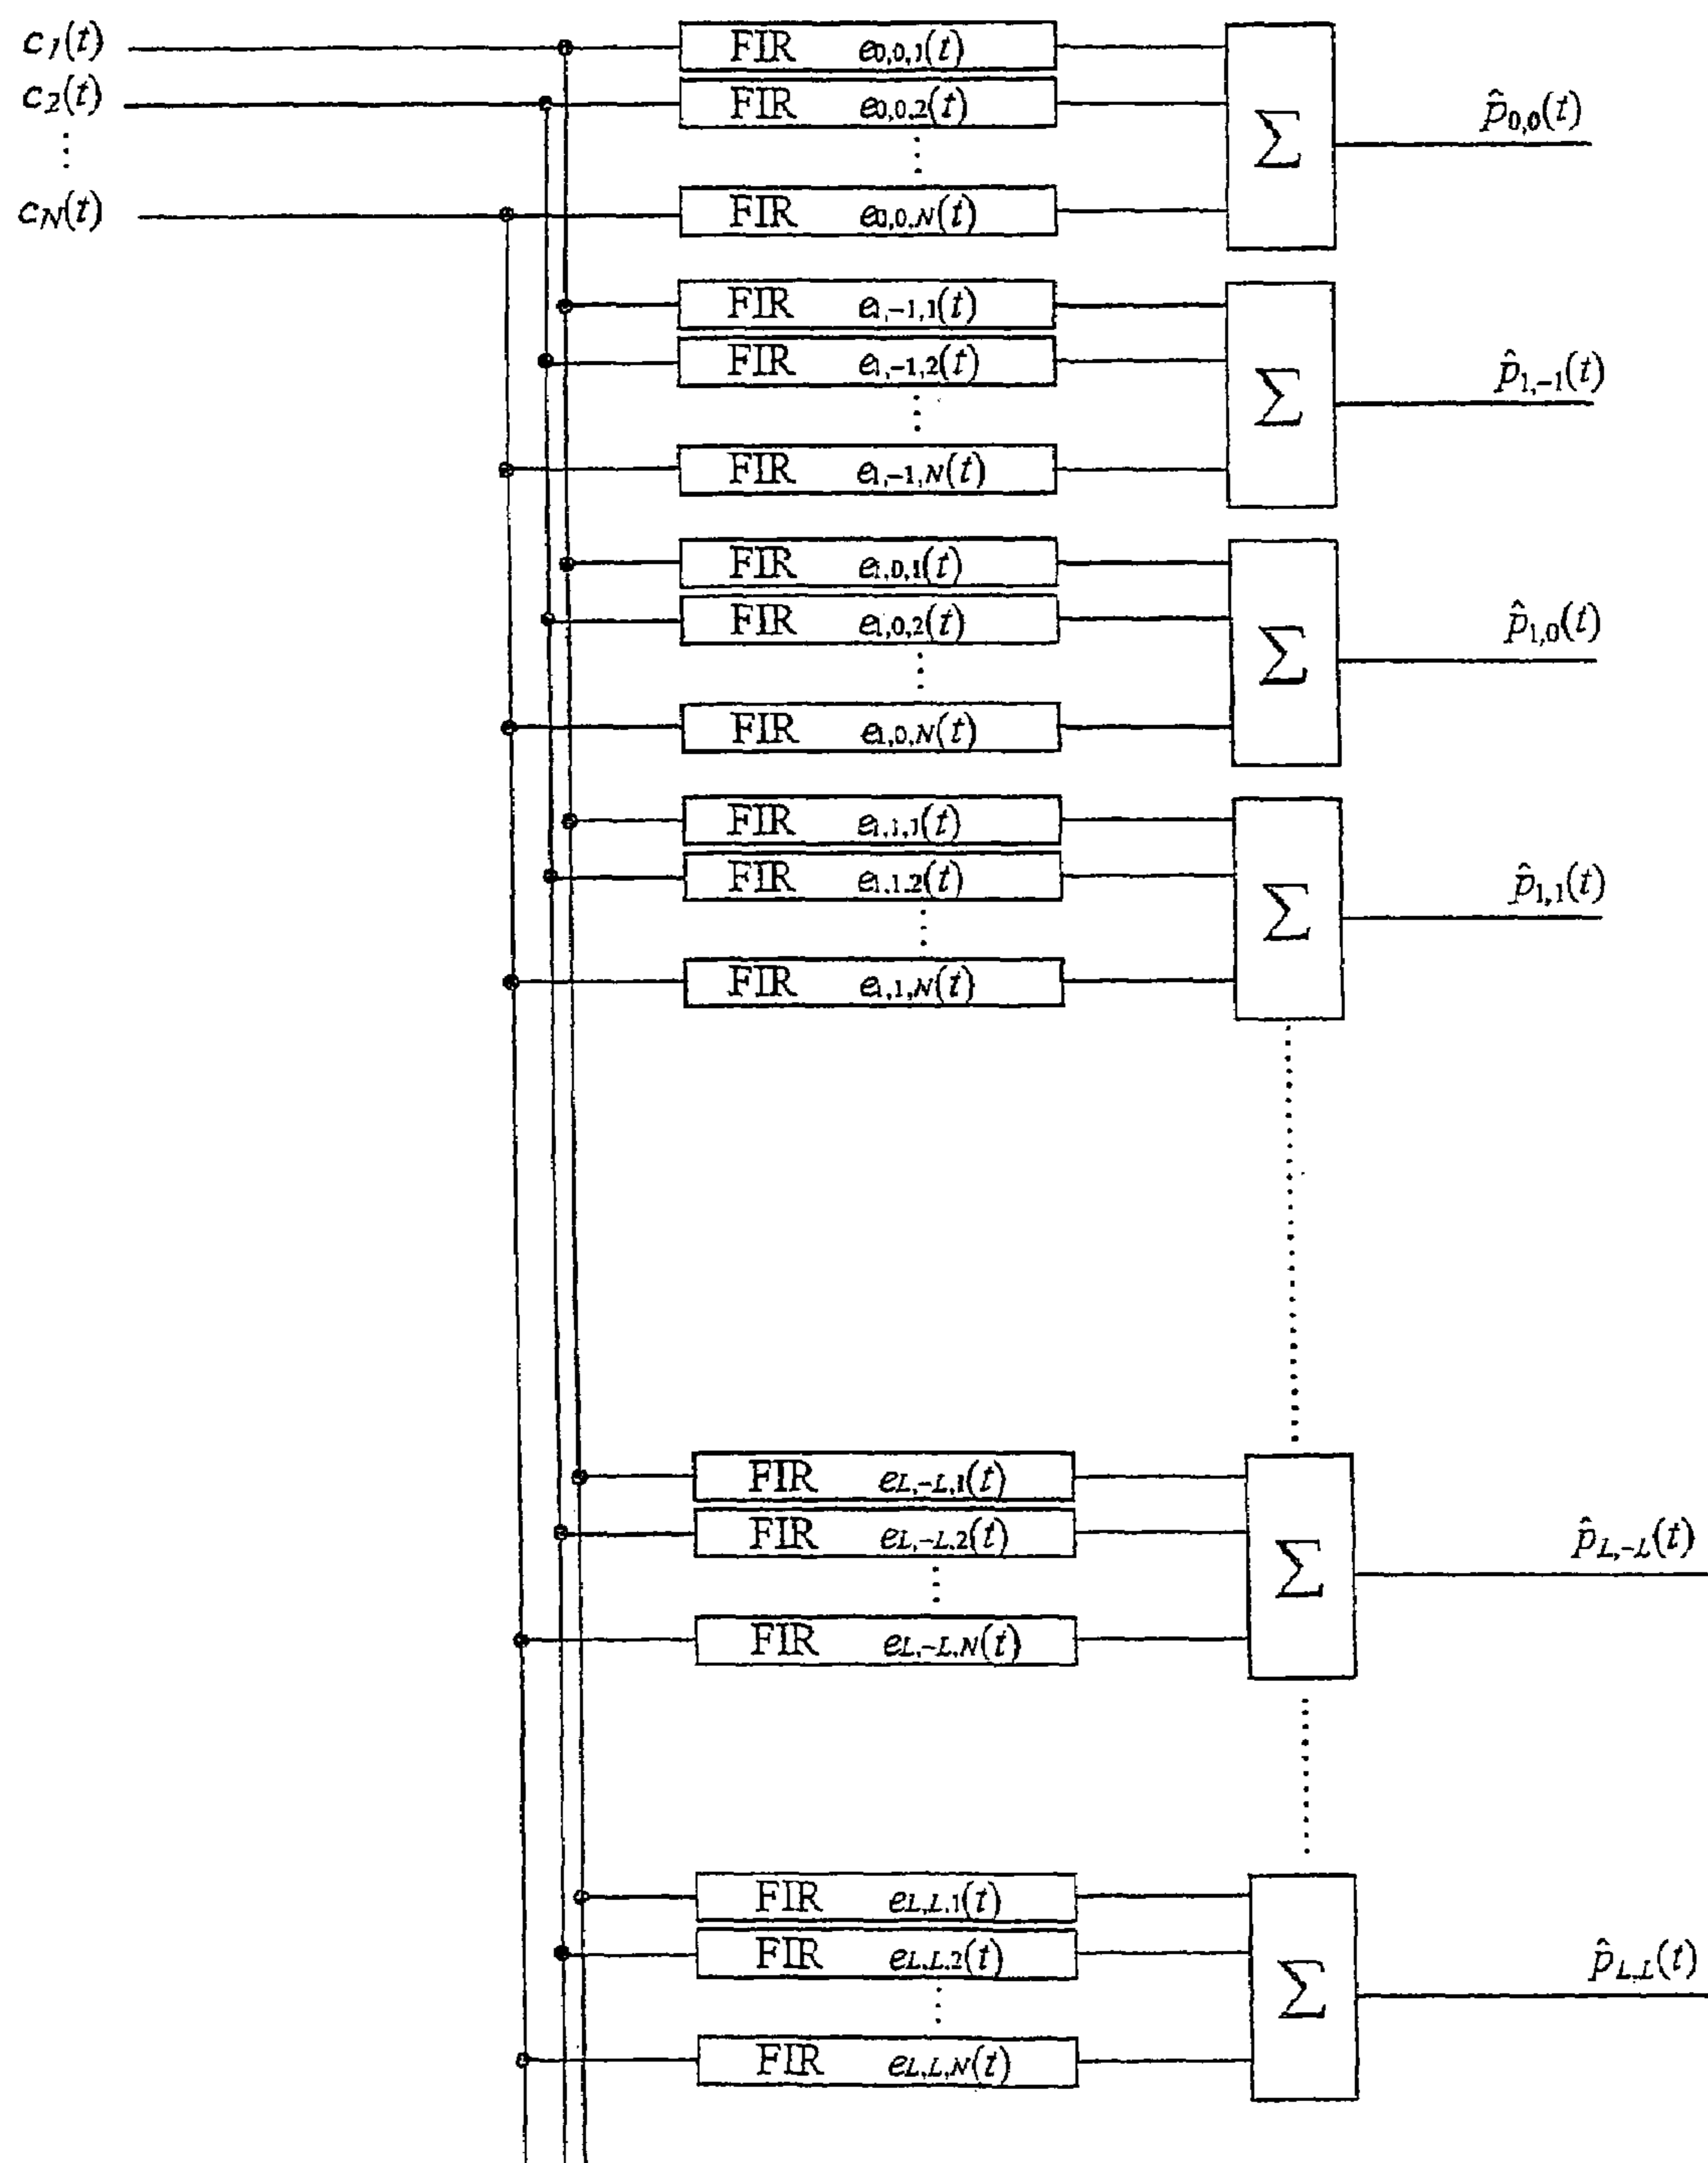 c1(t) FIR e0,0,1(t)
c2(t) FIR e0,0,2(t)
⋮ ⋮ Σ p̂0,0(t)
cN(t) FIR e0,0,N(t)
FIR e1,-1,1(t)
FIR e1,-1,2(t)
⋮ Σ p̂1,-1(t)
FIR e1,-1,N(t)
FIR e1,0,1(t)
FIR e1,0,2(t)
⋮ Σ p̂1,0(t)
FIR e1,0,N(t)
FIR e1,1,1(t)
FIR e1,1,2(t)
⋮ Σ p̂1,1(t)
FIR e1,1,N(t)
FIR eL,-L,1(t)
FIR eL,-L,2(t)
⋮ Σ p̂L,-L(t)
FIR eL,-L,N(t)
FIR eL,L,1(t)
FIR eL,L,2(t)
⋮ Σ p̂L,L(t)
FIR eL,L,N(t)